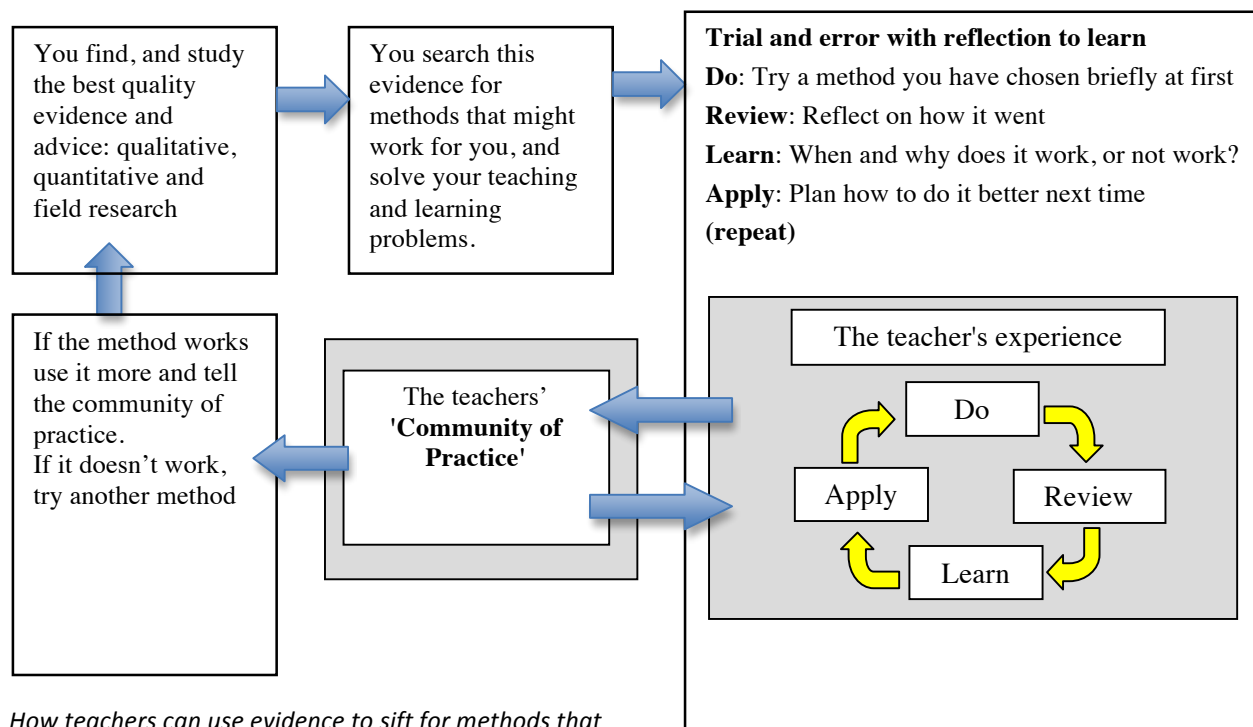 You find, and study
the best quality
evidence and
advice: qualitative,
quantitative and
field research
You search this
evidence for
methods that might
work for you, and
solve your teaching
and learning
problems.
Trial and error with reflection to learn
Do: Try a method you have chosen briefly at first
Review: Reflect on how it went
Learn: When and why does it work, or not work?
Apply: Plan how to do it better next time
(repeat)
The teacher's experience
Do
Review
Learn
Apply
The teachers’
'Community of
Practice'
If the method works
use it more and tell
the community of
practice.
If it doesn’t work,
try another method
How teachers can use evidence to sift for methods that